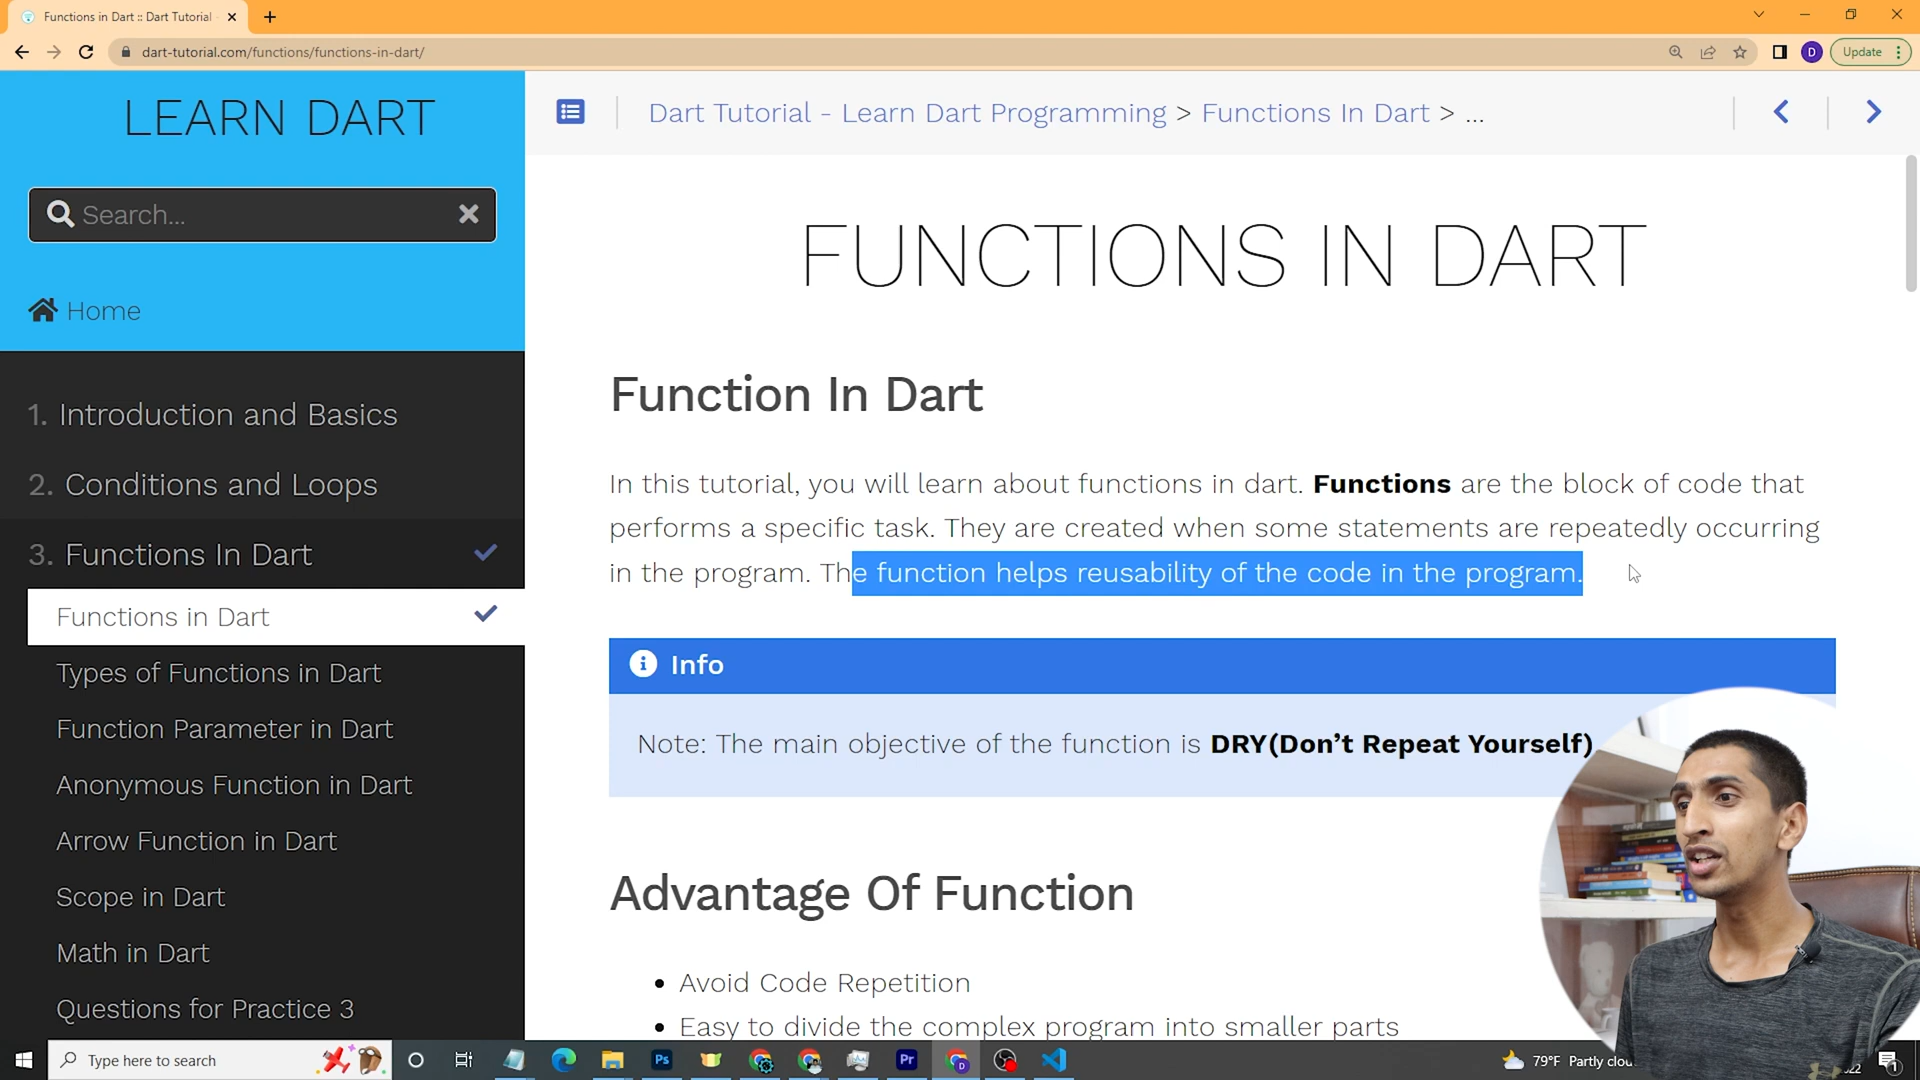 Functions in Dart :: Dart Tutorial
dart-tutorial.com/functions/functions-in-dart/
D
Update
LEARN DART
Search...
Home
1. Introduction and Basics
2. Conditions and Loops
3. Functions In Dart
Functions in Dart
Types of Functions in Dart
Function Parameter in Dart
Anonymous Function in Dart
Arrow Function in Dart
Scope in Dart
Math in Dart
Questions for Practice 3
Dart Tutorial - Learn Dart Programming > Functions In Dart > ...
FUNCTIONS IN DART
Function In Dart
In this tutorial, you will learn about functions in dart. Functions are the block of code that
performs a specific task. They are created when some statements are repeatedly occurring
in the program. The function helps reusability of the code in the program.
Info
Note: The main objective of the function is DRY(Don’t Repeat Yourself)
Advantage Of Function
• Avoid Code Repetition
• Easy to divide the complex program into smaller parts
Type here to search
Ps
Pr
D
79°F Partly clou
1